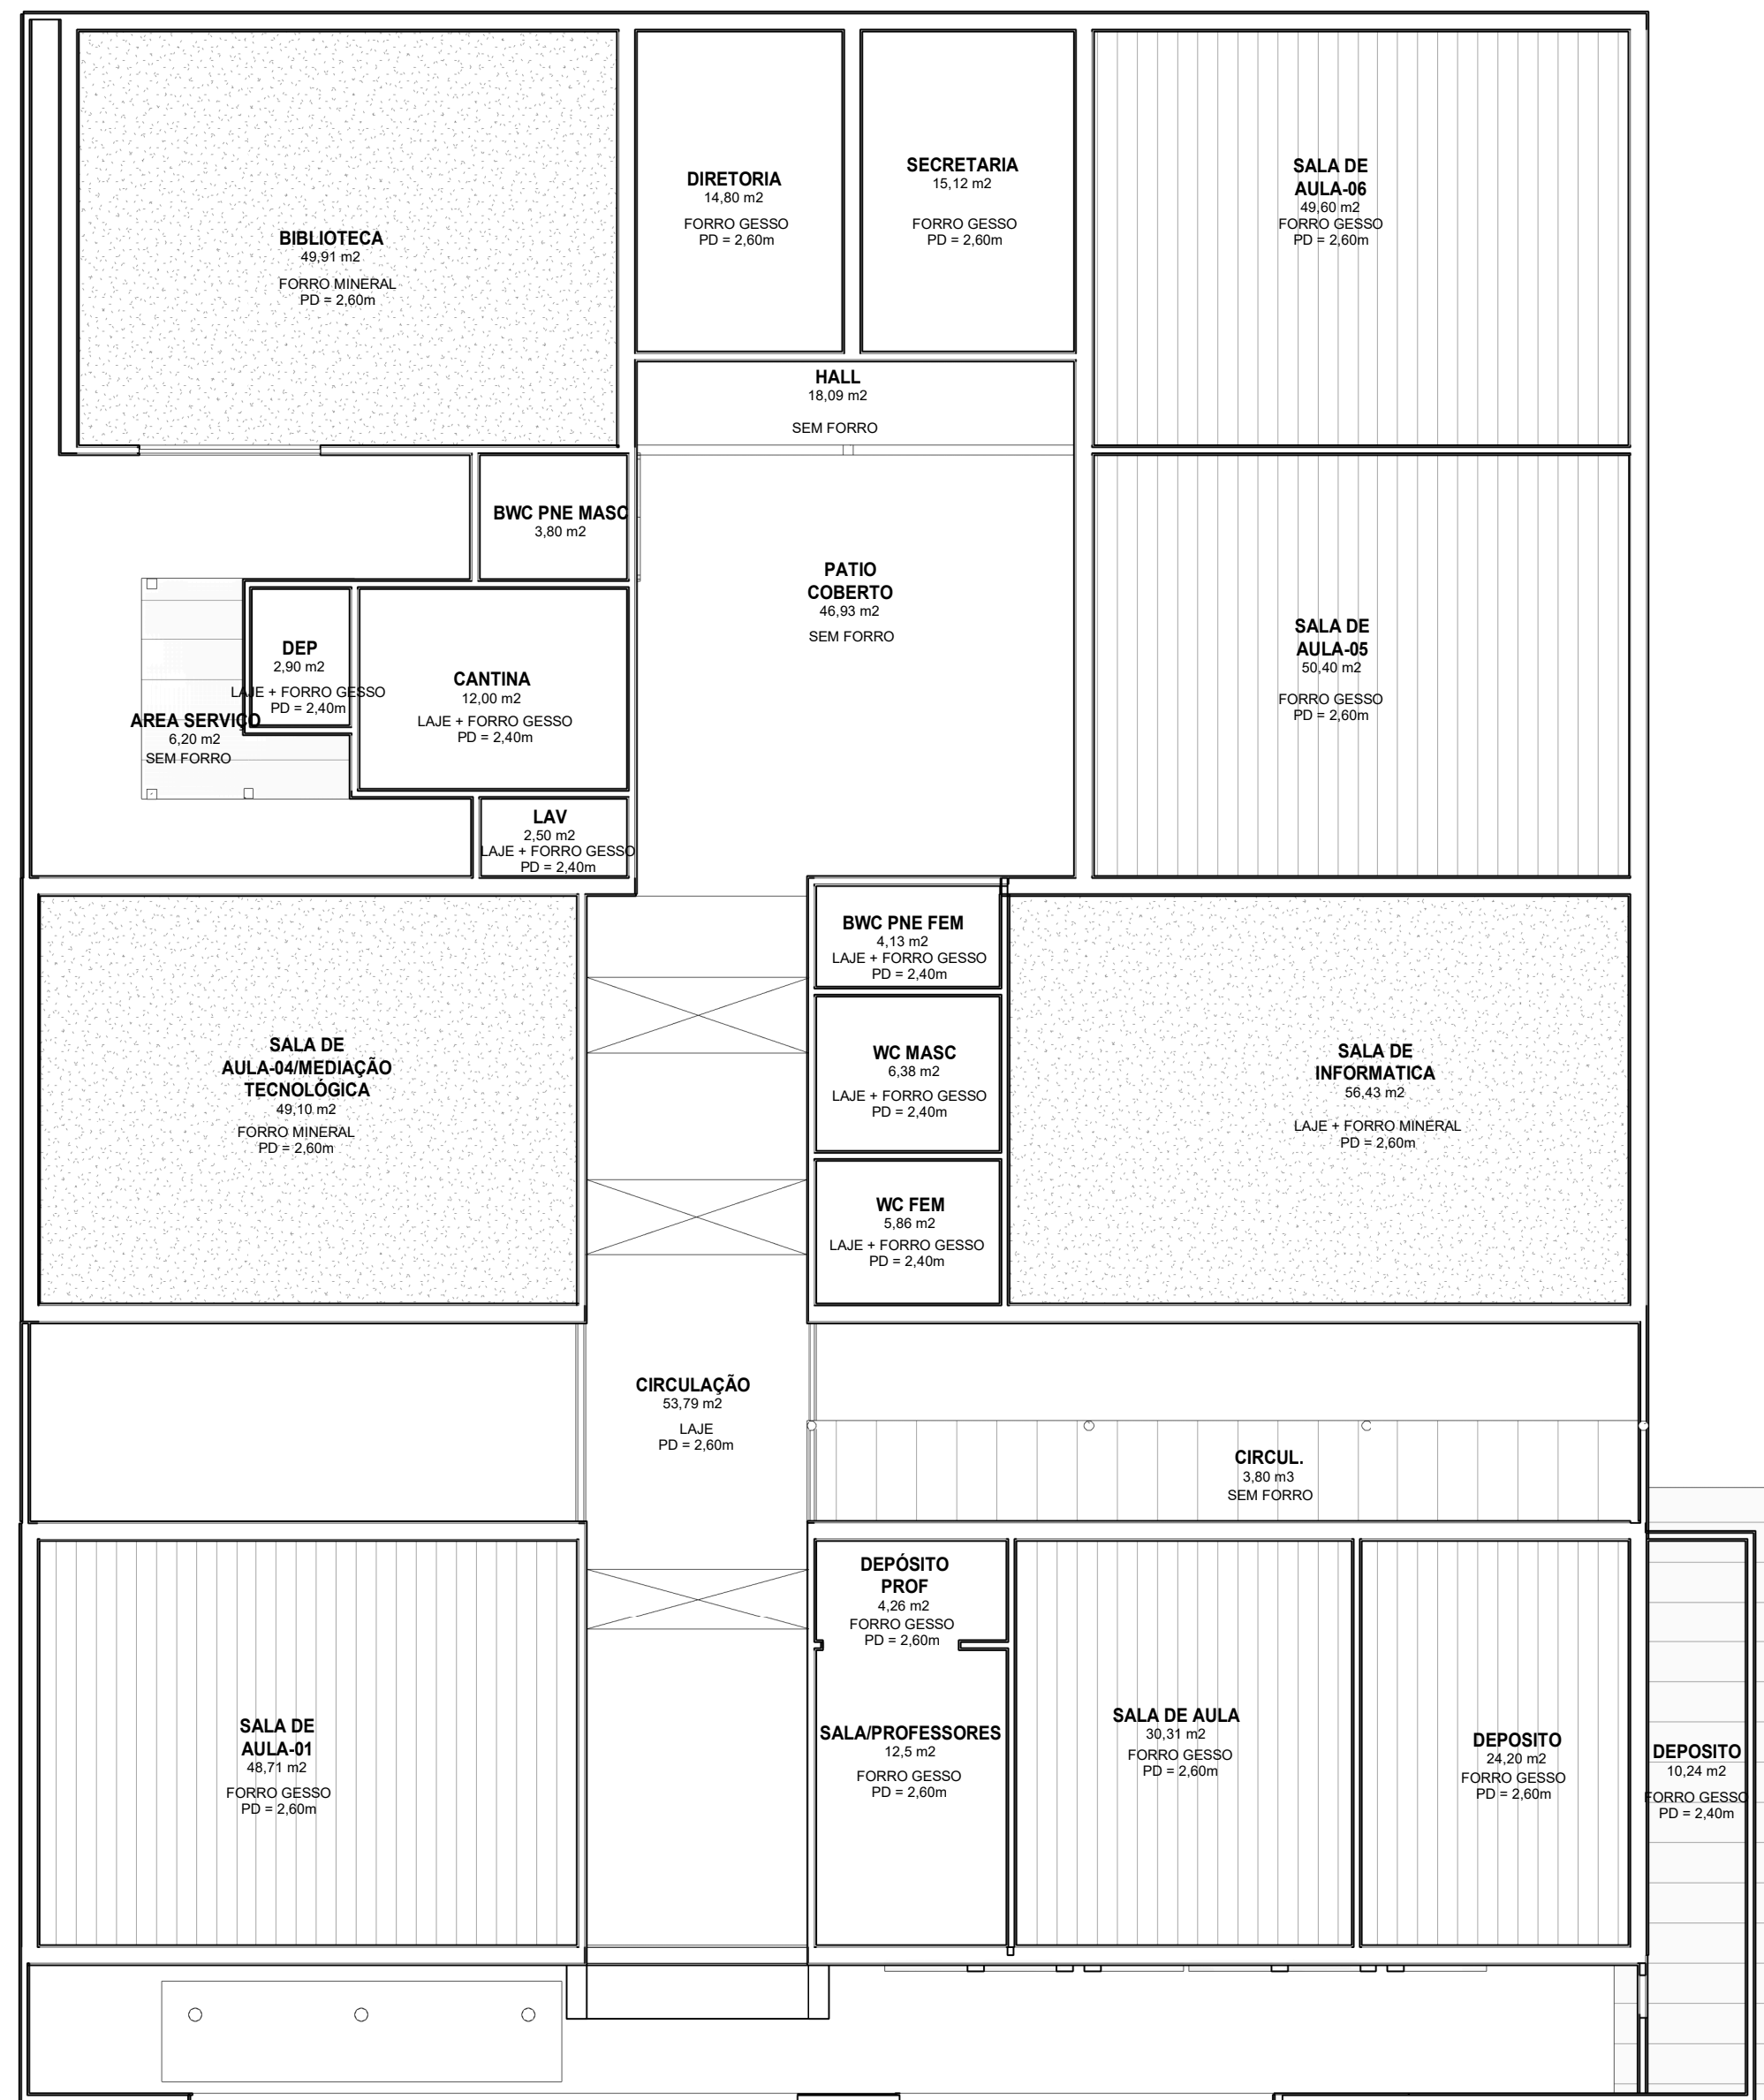 BIBLIOTECA
49,91 m2
FORRO MINERAL
PD = 2,60m
DIRETORIA
14,80 m2
FORRO GESSO
PD = 2,60m
SECRETARIA
15,12 m2
FORRO GESSO
PD = 2,60m
SALA DE
AULA-06
49,60 m2
FORRO GESSO
PD = 2,60m
HALL
18,09 m2
SEM FORRO
BWC PNE MASC
3,80 m2
PATIO
COBERTO
46,93 m2
SEM FORRO
SALA DE
AULA-05
50,40 m2
FORRO GESSO
PD = 2,60m
DEP
2,90 m2
LAJE + FORRO GESSO
PD = 2,40m
AREA SERVIÇO
6,20 m2
SEM FORRO
CANTINA
12,00 m2
LAJE + FORRO GESSO
PD = 2,40m
LAV
2,50 m2
LAJE + FORRO GESSO
PD = 2,40m
BWC PNE FEM
4,13 m2
LAJE + FORRO GESSO
PD = 2,40m
SALA DE
AULA-04/MEDIAÇÃO
TECNOLÓGICA
49,10 m2
FORRO MINERAL
PD = 2,60m
WC MASC
6,38 m2
LAJE + FORRO GESSO
PD = 2,40m
SALA DE
INFORMATICA
56,43 m2
LAJE + FORRO MINERAL
PD = 2,60m
WC FEM
5,86 m2
LAJE + FORRO GESSO
PD = 2,40m
CIRCULAÇÃO
53,79 m2
LAJE
PD = 2,60m
CIRCUL.
3,80 m3
SEM FORRO
DEPÓSITO
PROF
4,26 m2
FORRO GESSO
PD = 2,60m
SALA DE
AULA-01
48,71 m2
FORRO GESSO
PD = 2,60m
SALA/PROFESSORES
12,5 m2
FORRO GESSO
PD = 2,60m
SALA DE AULA
30,31 m2
FORRO GESSO
PD = 2,60m
DEPOSITO
24,20 m2
FORRO GESSO
PD = 2,60m
DEPOSITO
10,24 m2
FORRO GESSO
PD = 2,40m